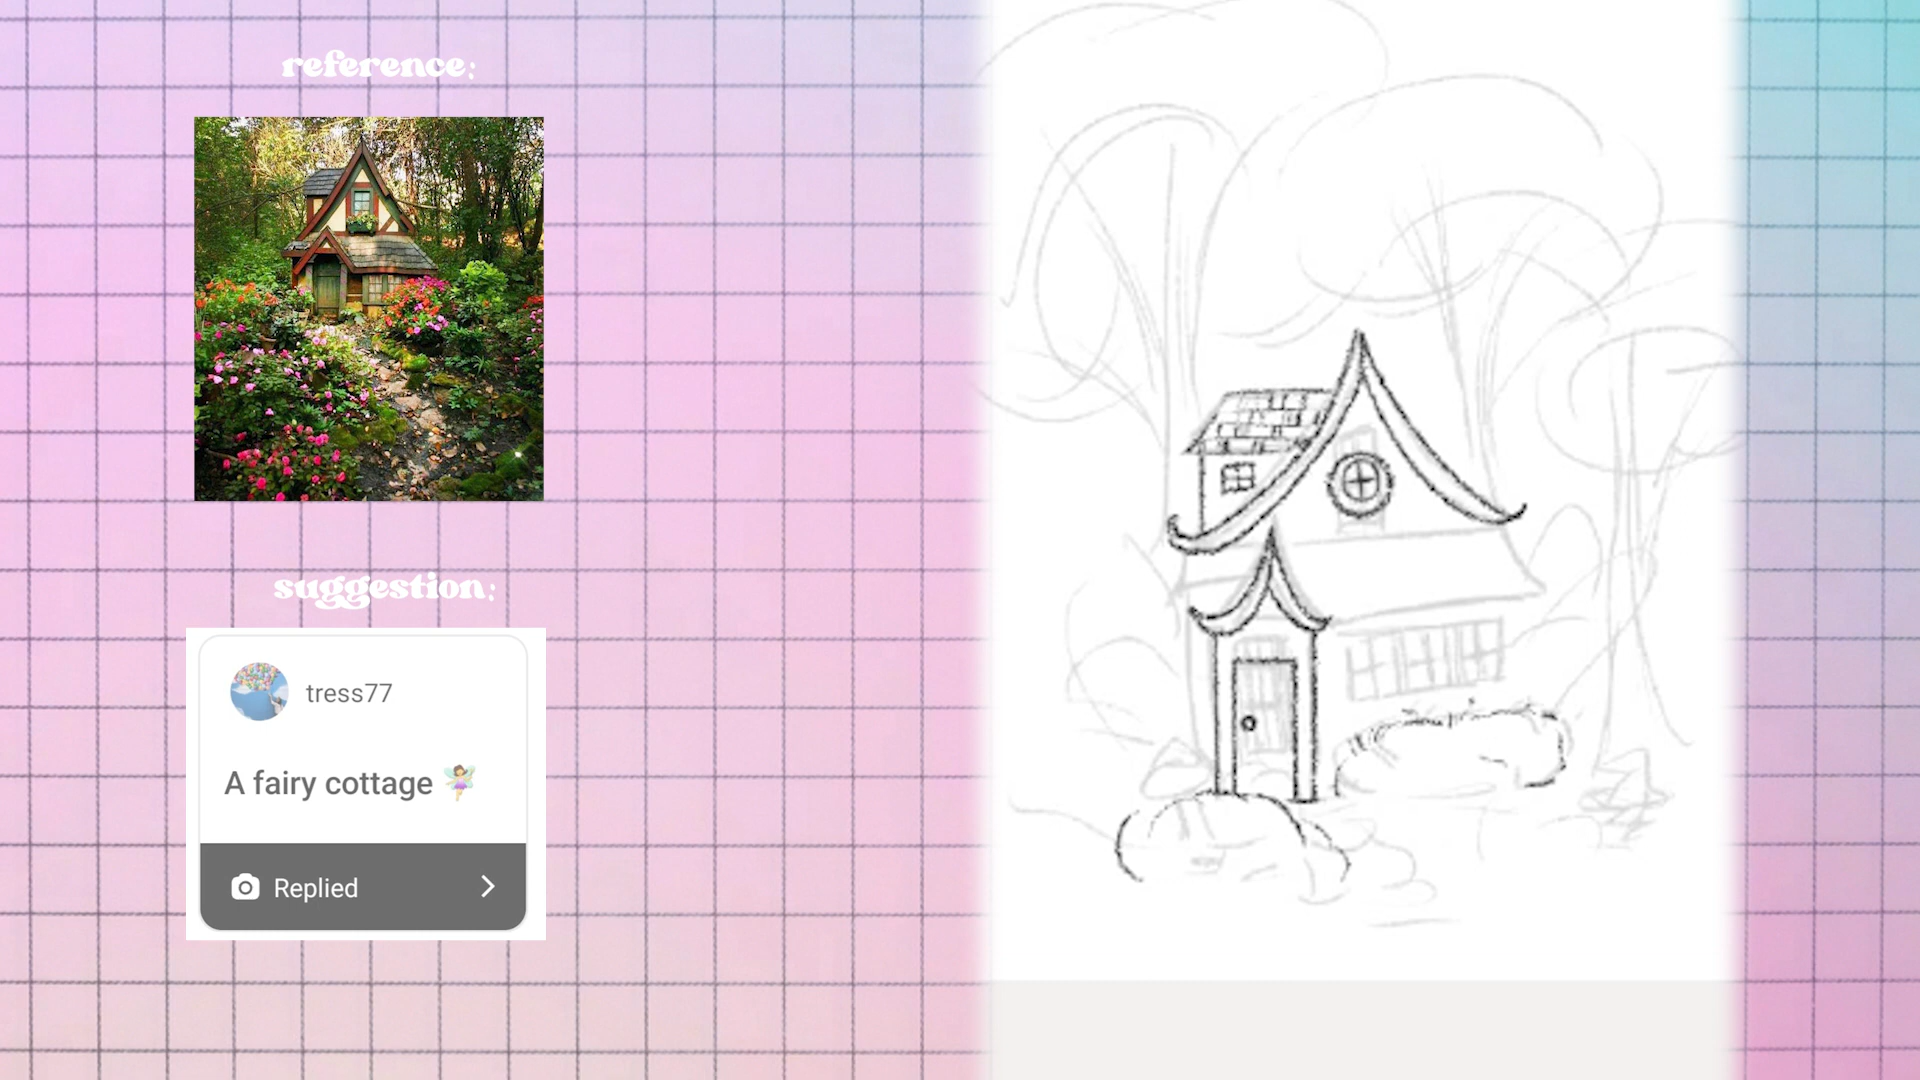 reference:
suggestion:
tress77
A fairy cottage 🧚
Replied